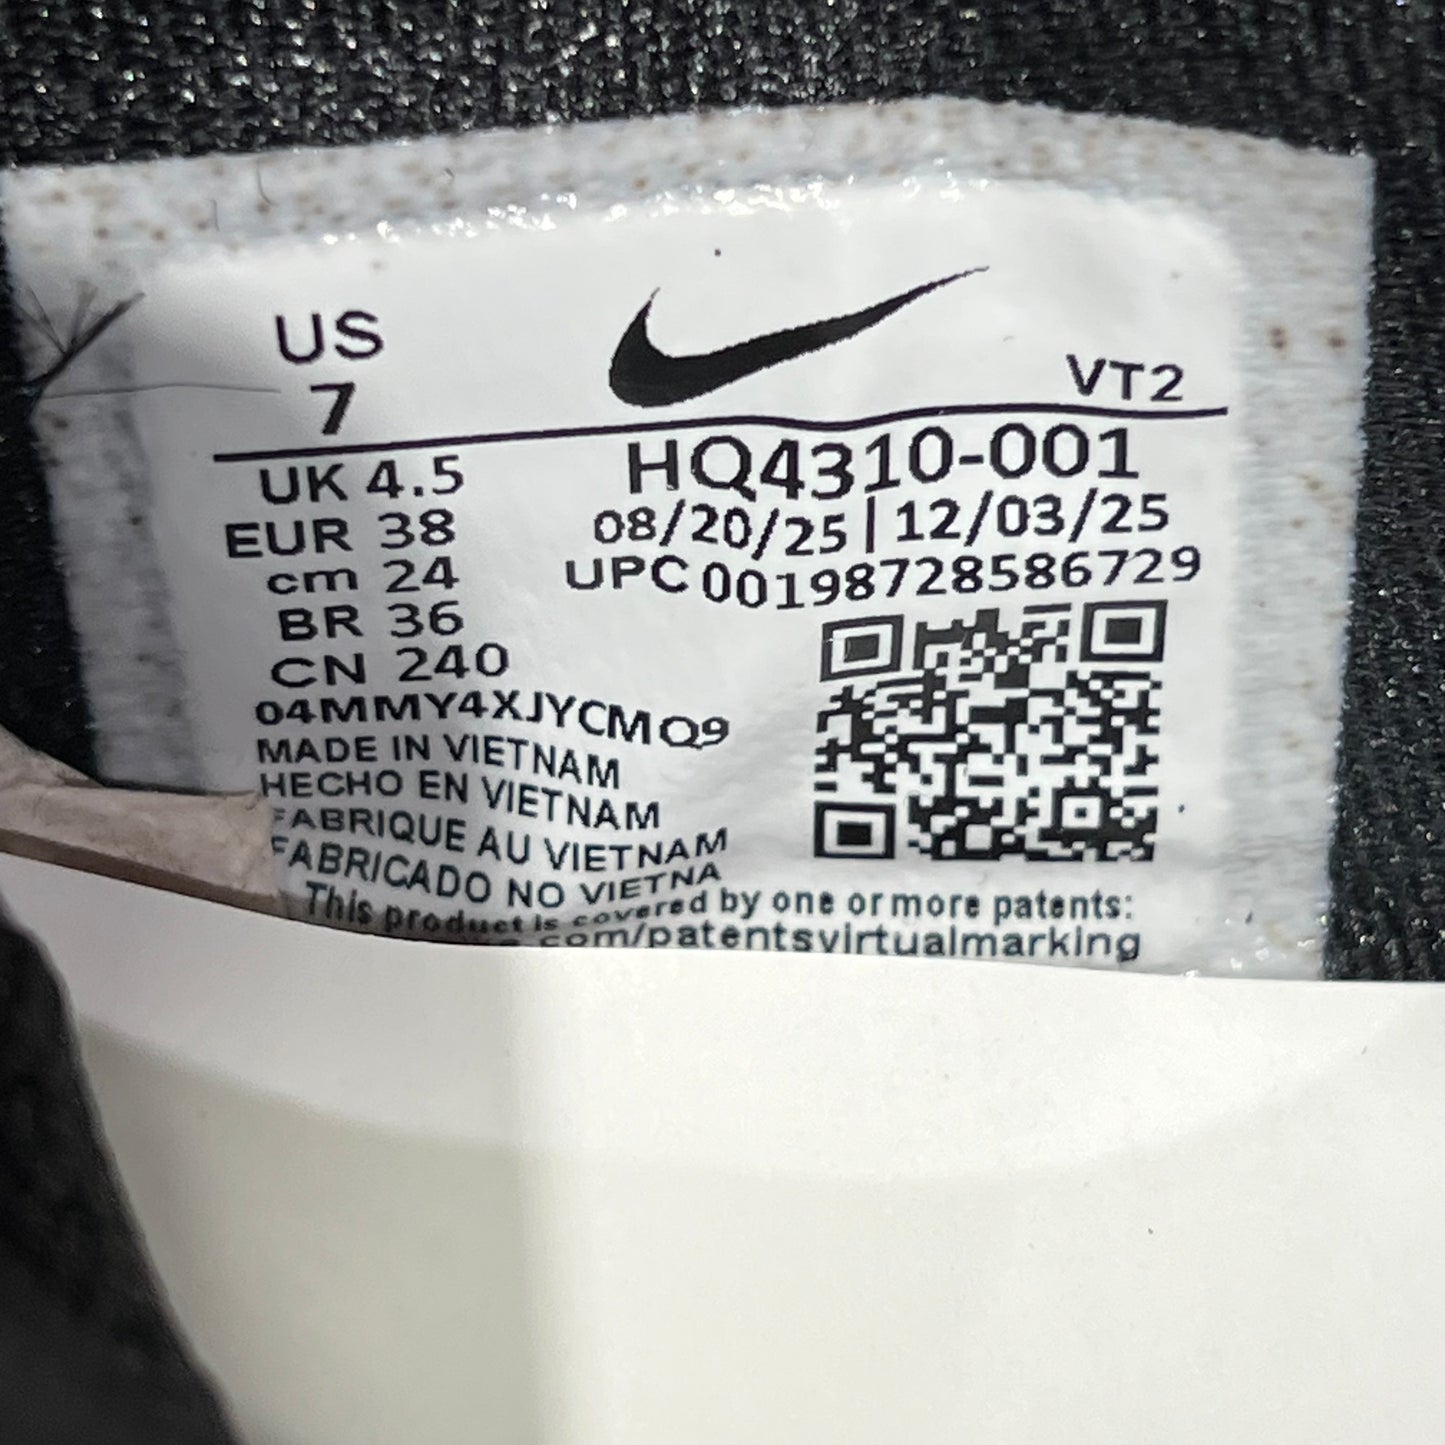 US
7
VT2
UK 4.5
EUR 38
cm 24
BR 36
CN 240
HQ4310-001
08/20/25 | 12/03/25
UPC 00198728586729
04MMY4XJYCMQ9
MADE IN VIETNAM
HECHO EN VIETNAM
FABRIQUE AU VIETNAM
FABRICADO NO VIETNA
This product is covered by one or more patents:
.com/patentsvirtualmarking